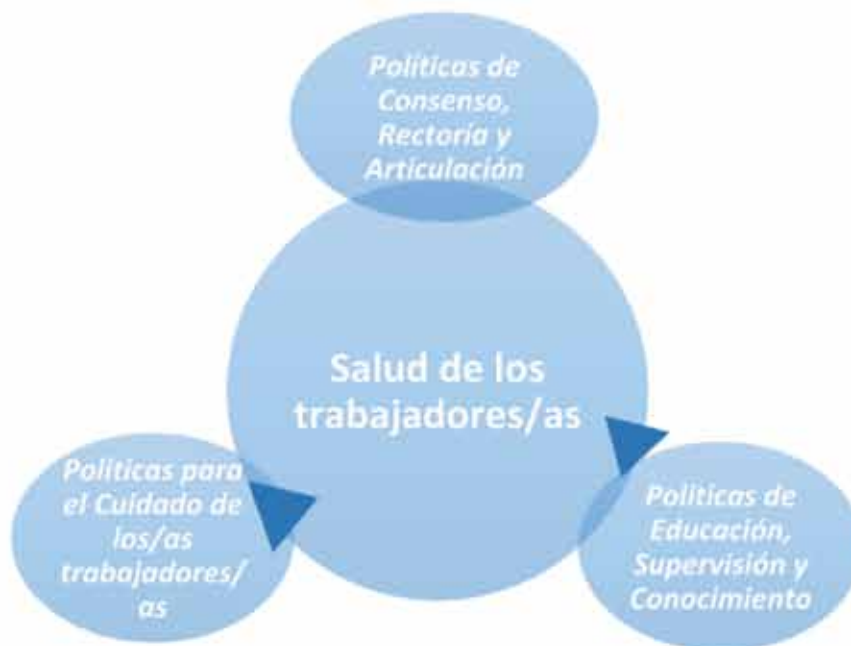 Políticas de
Consenso,
Rectoría y
Articulación
Salud de los
trabajadores/as
Políticas para
el Cuidado de
los/as
trabajadores/
as
Políticas de
Educación,
Supervisión y
Conocimiento